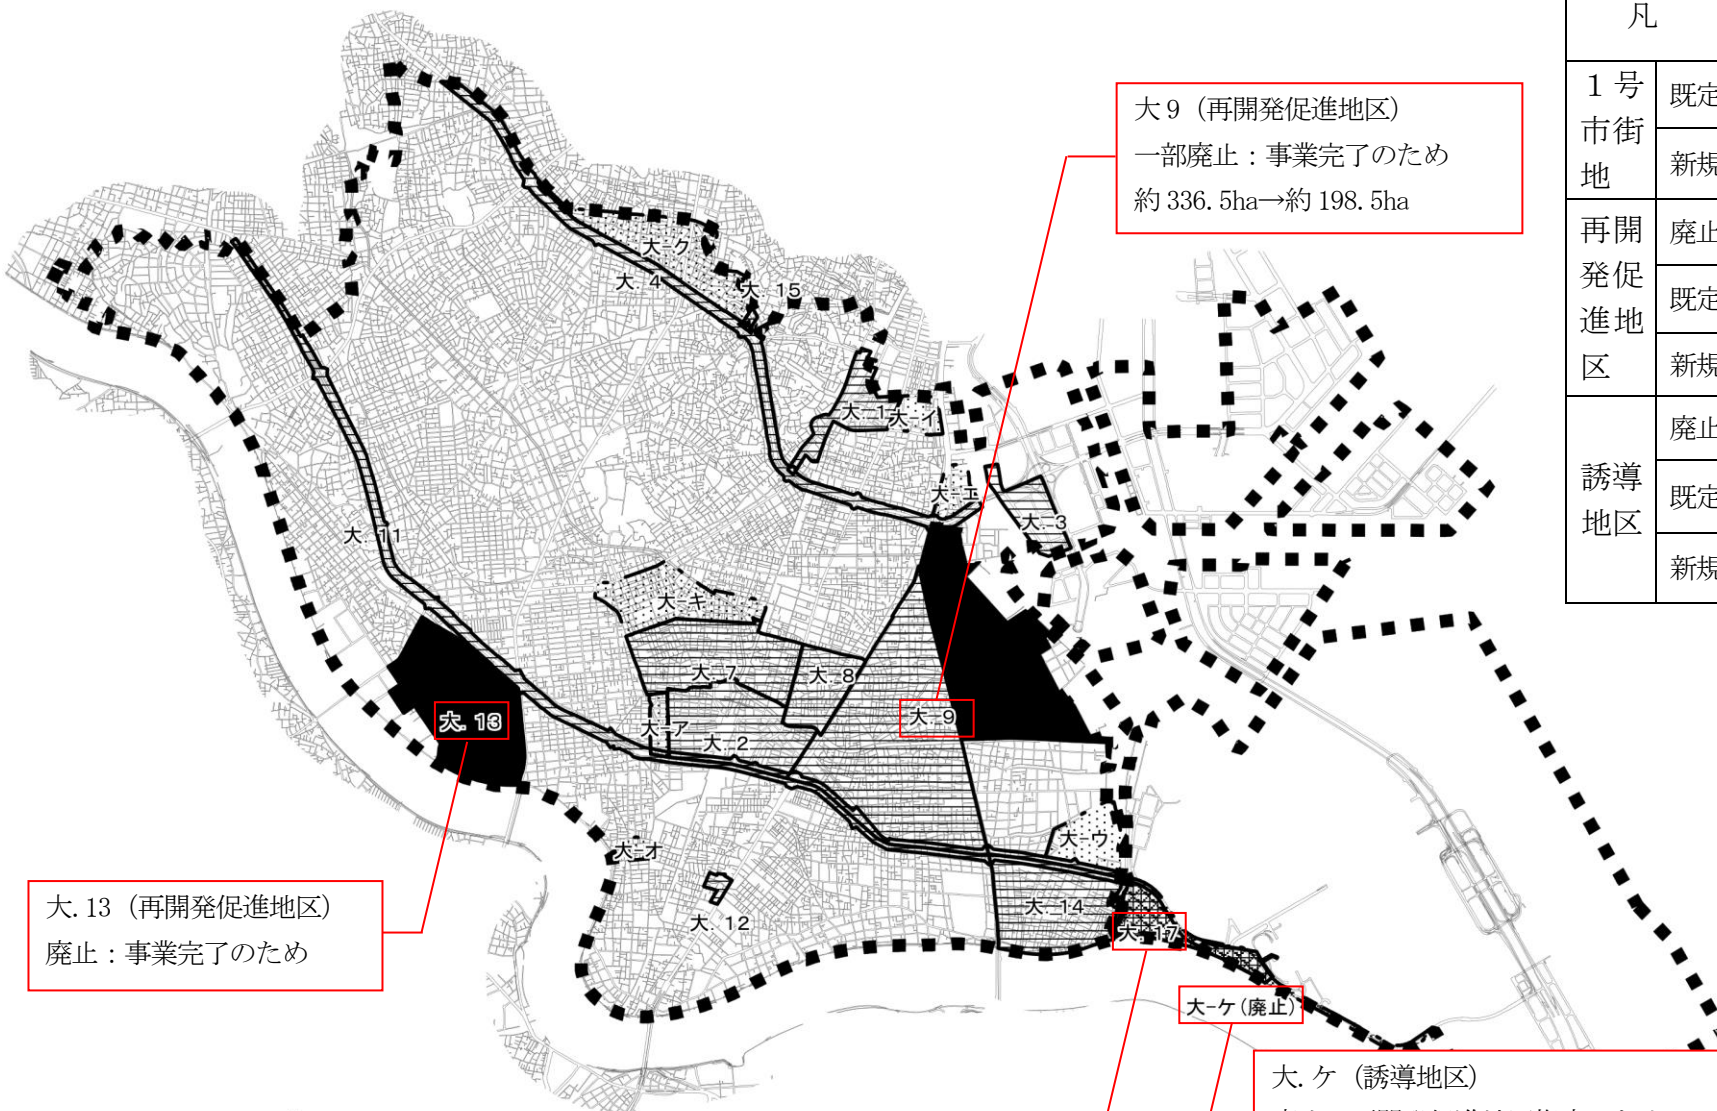 凡
1号
市街
地
既定
新規
再開
発促
進地
区
廃止
既定
新規
誘導
地区
廃止
既定
新規
大9（再開発促進地区）
一部廃止：事業完了のため
約336.5ha→約198.5ha
大-ク
大. 4
大. 15
大. 1
大-イ
大-エ
大. 3
大. 11
大-キ
大. 7
大. 8
大. 9
大. 13
大-ア
大. 2
大-ウ
大-オ
大. 12
大. 14
大. 17
大-ケ(廃止)
大.13（再開発促進地区）
廃止：事業完了のため
大.ケ（誘導地区）